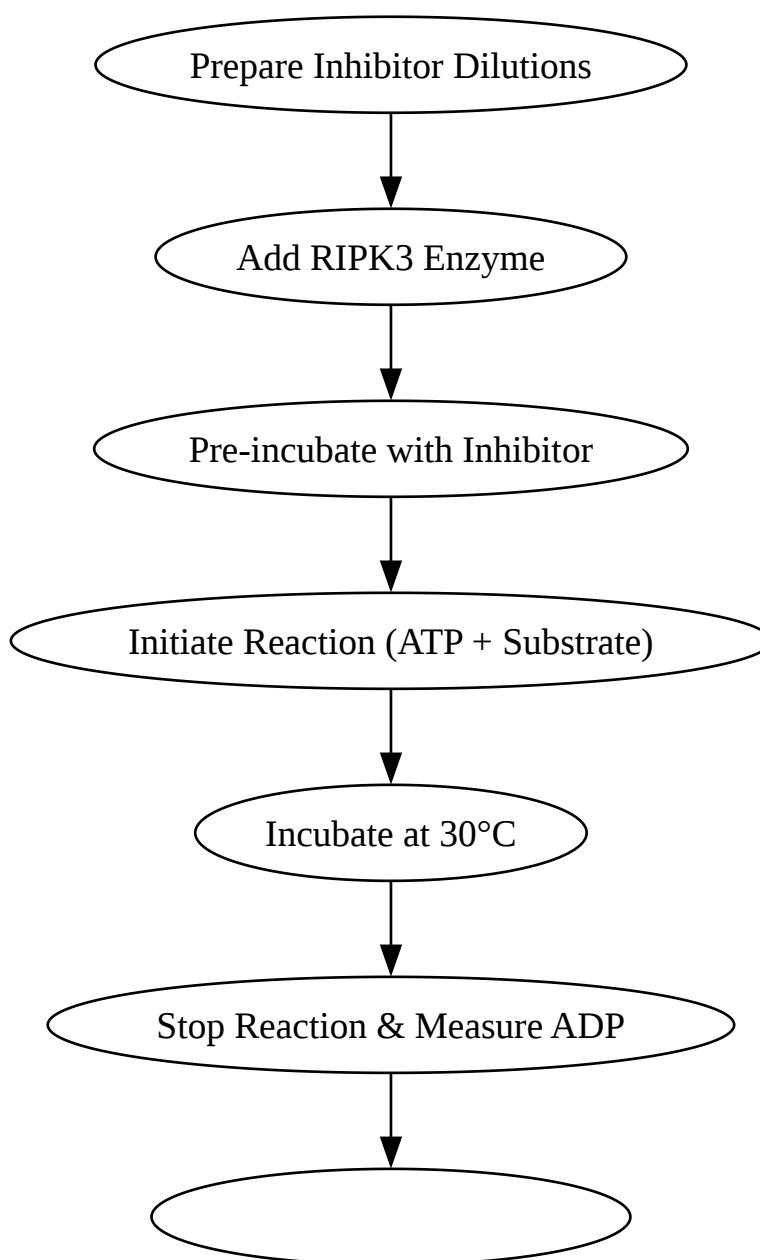 Prepare Inhibitor Dilutions
Add RIPK3 Enzyme
Pre-incubate with Inhibitor
Initiate Reaction (ATP + Substrate)
Incubate at 30°C
Stop Reaction & Measure ADP